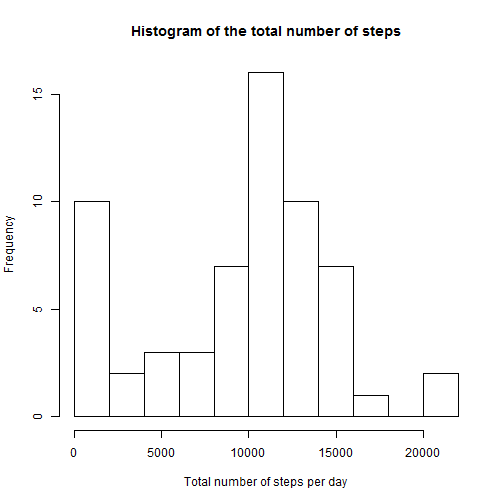 Histogram of the total number of steps
Frequency
15
10
5
0
0 5000 10000 15000 20000
Total number of steps per day